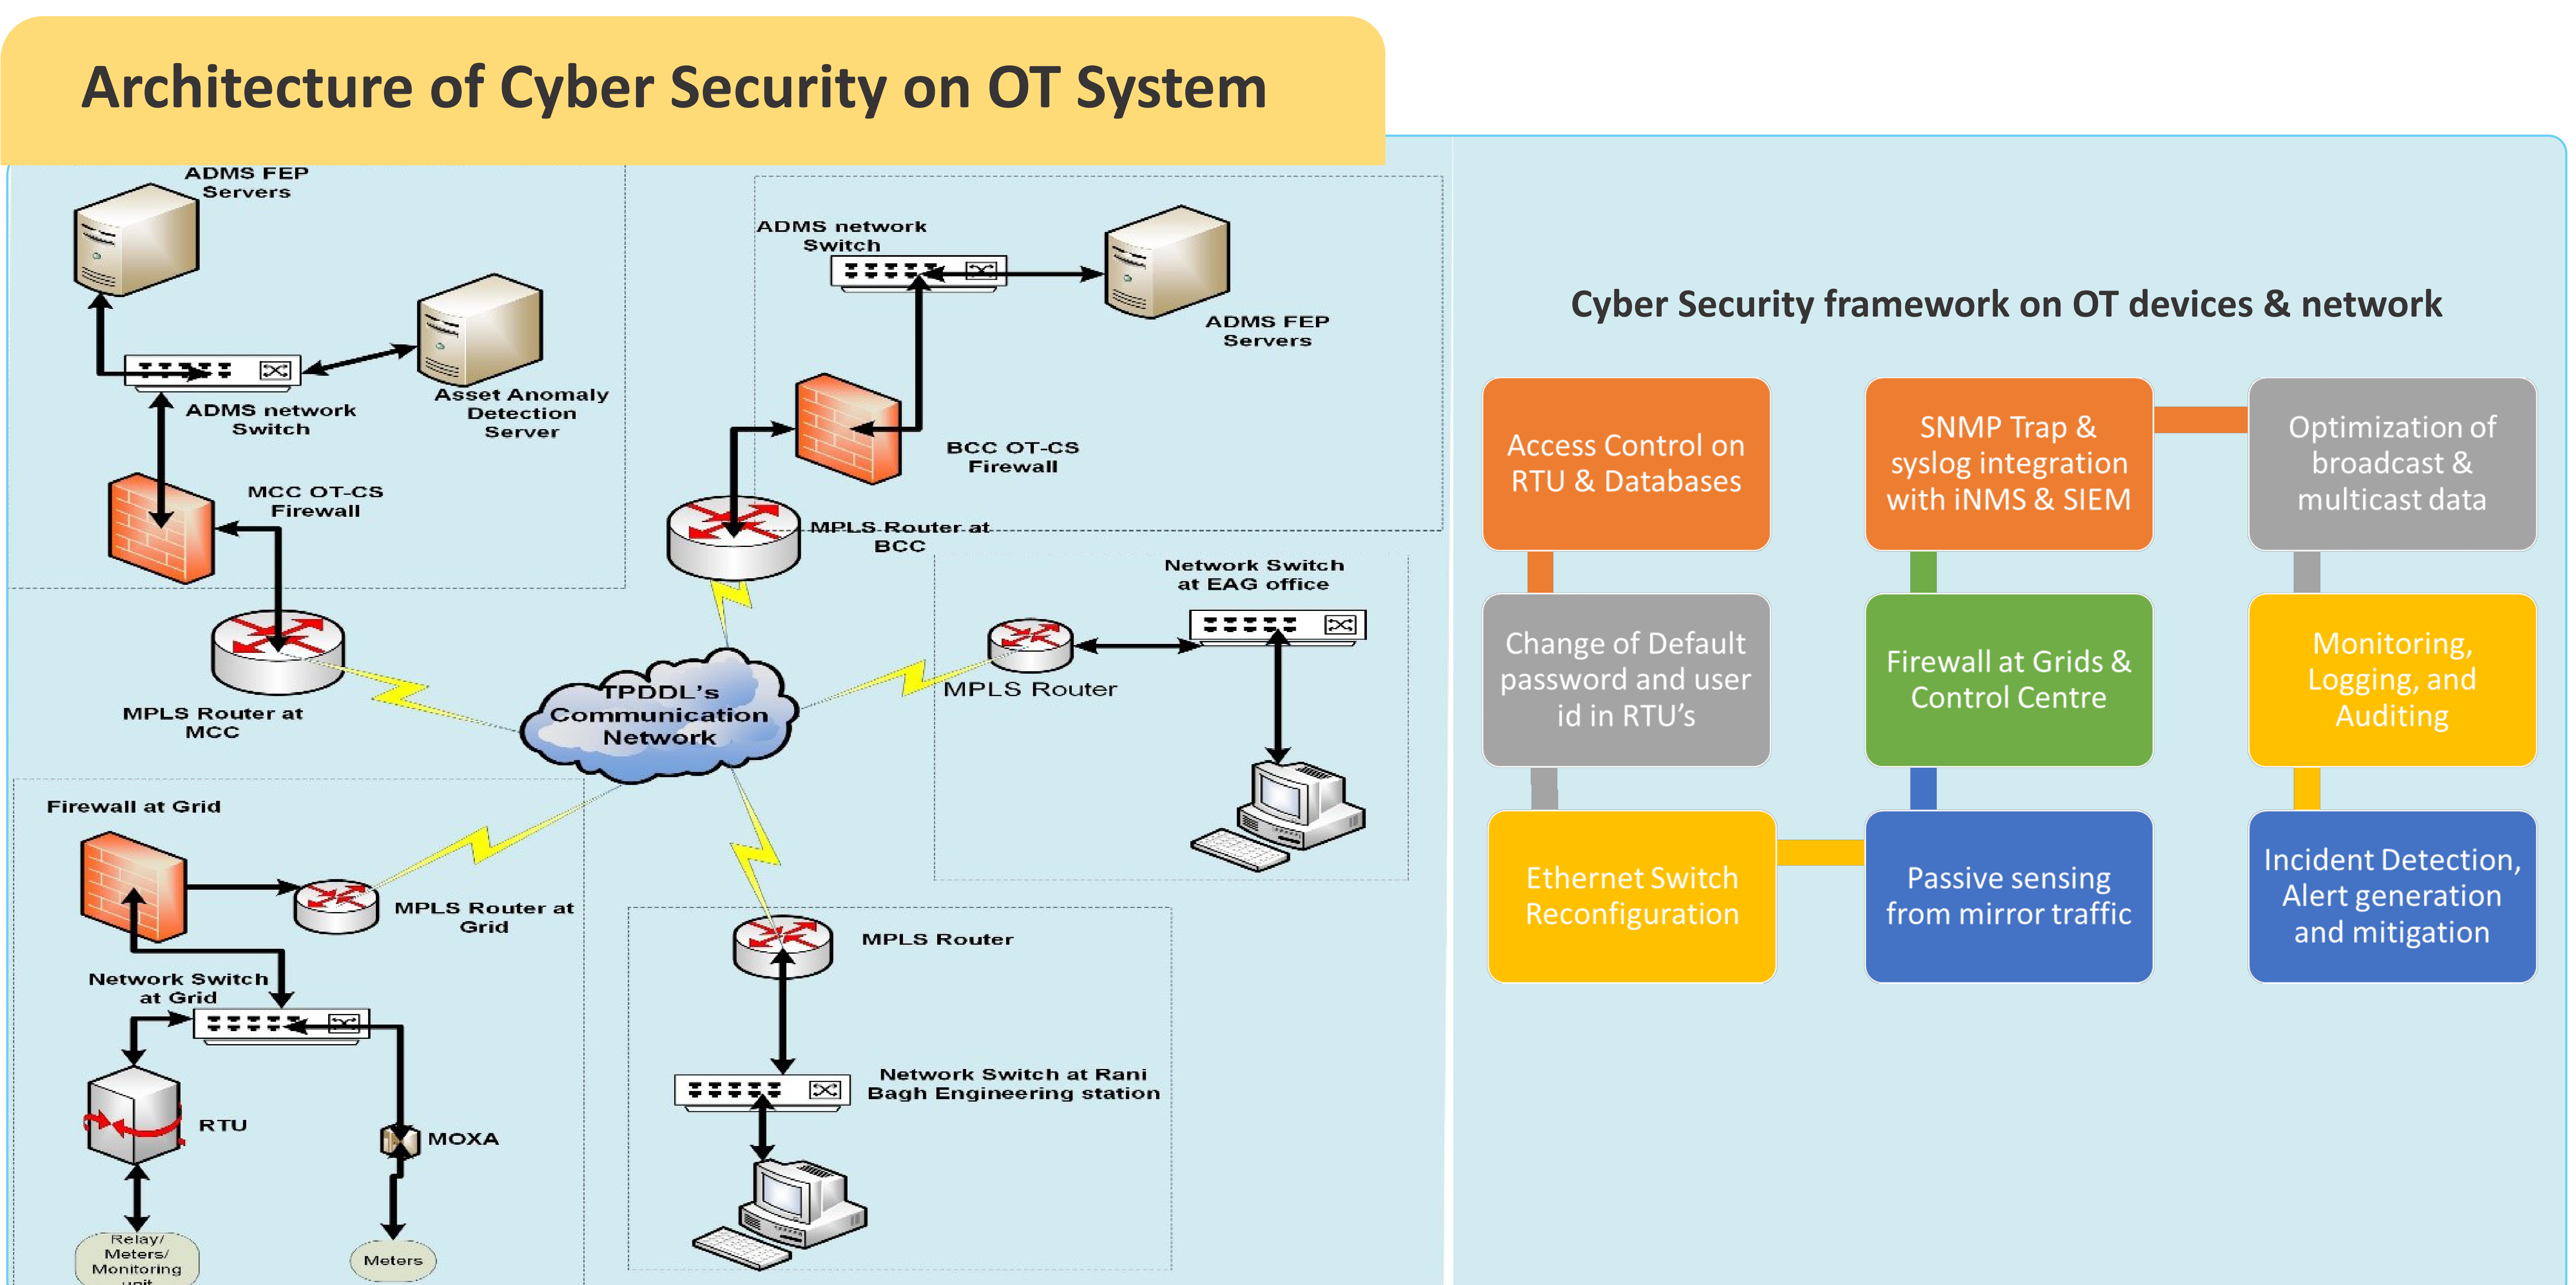 Architecture of Cyber Security on OT System
ADMS FEP
Servers
Asset Anomaly
Detection
Server
ADMS network
Switch
MCC OT-CS
Firewall
MPLS Router at
MCC
ADMS network
Switch
ADMS FEP
Servers
BCC OT-CS
Firewall
MPLS Router at
BCC
Network Switch
at EAG office
MPLS Router
TPDDL's
Communication
Network
Firewall at Grid
MPLS Router at
Grid
Network Switch
at Grid
RTU
MOXA
Relay/
Meters/
Monitoring
unit
Meters
MPLS Router
Network Switch at Rani
Bagh Engineering station
Cyber Security framework on OT devices & network
Access Control on
RTU & Databases
Change of Default
password and user
id in RTU’s
Ethernet Switch
Reconfiguration
Passive sensing
from mirror traffic
Firewall at Grids &
Control Centre
SNMP Trap &
syslog integration
with iNMS & SIEM
Optimization of
broadcast &
multicast data
Monitoring,
Logging, and
Auditing
Incident Detection,
Alert generation
and mitigation